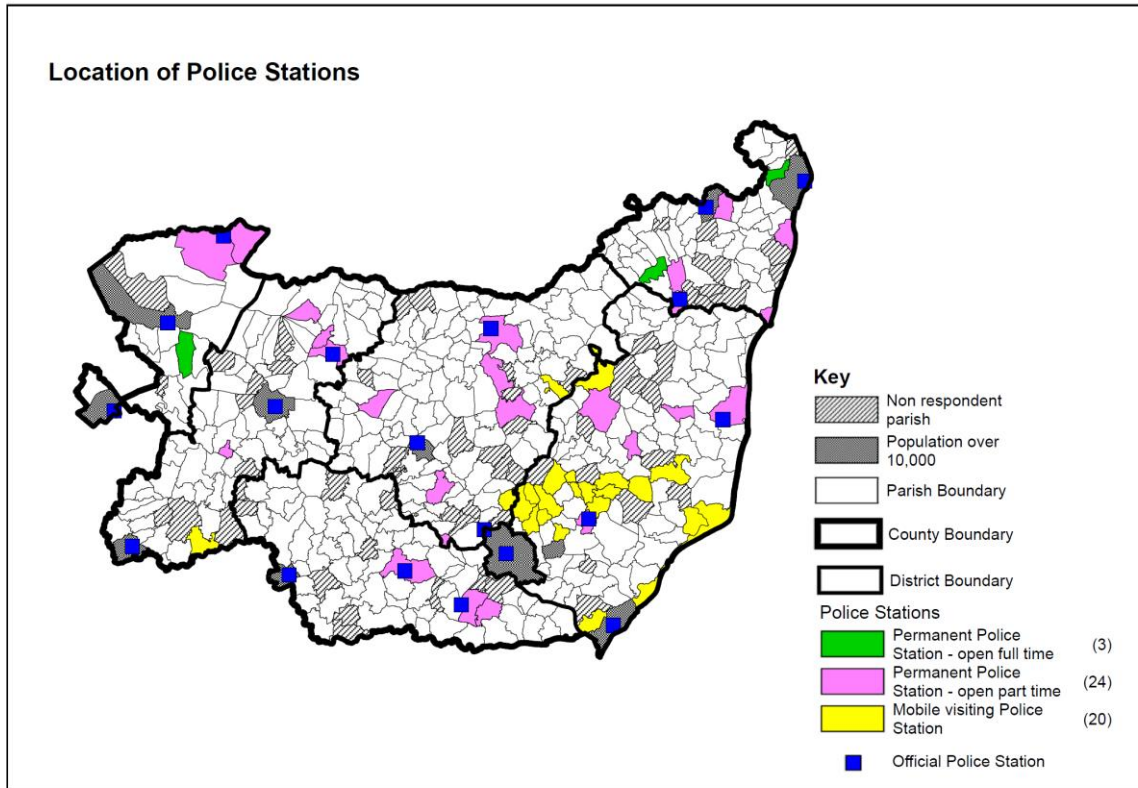 Location of Police Stations
Key
Non respondent
parish
Population over
10,000
Parish Boundary
County Boundary
District Boundary
Police Stations
Permanent Police
Station - open full time (3)
Permanent Police
Station - open part time (24)
Mobile visiting Police
Station (20)
Official Police Station